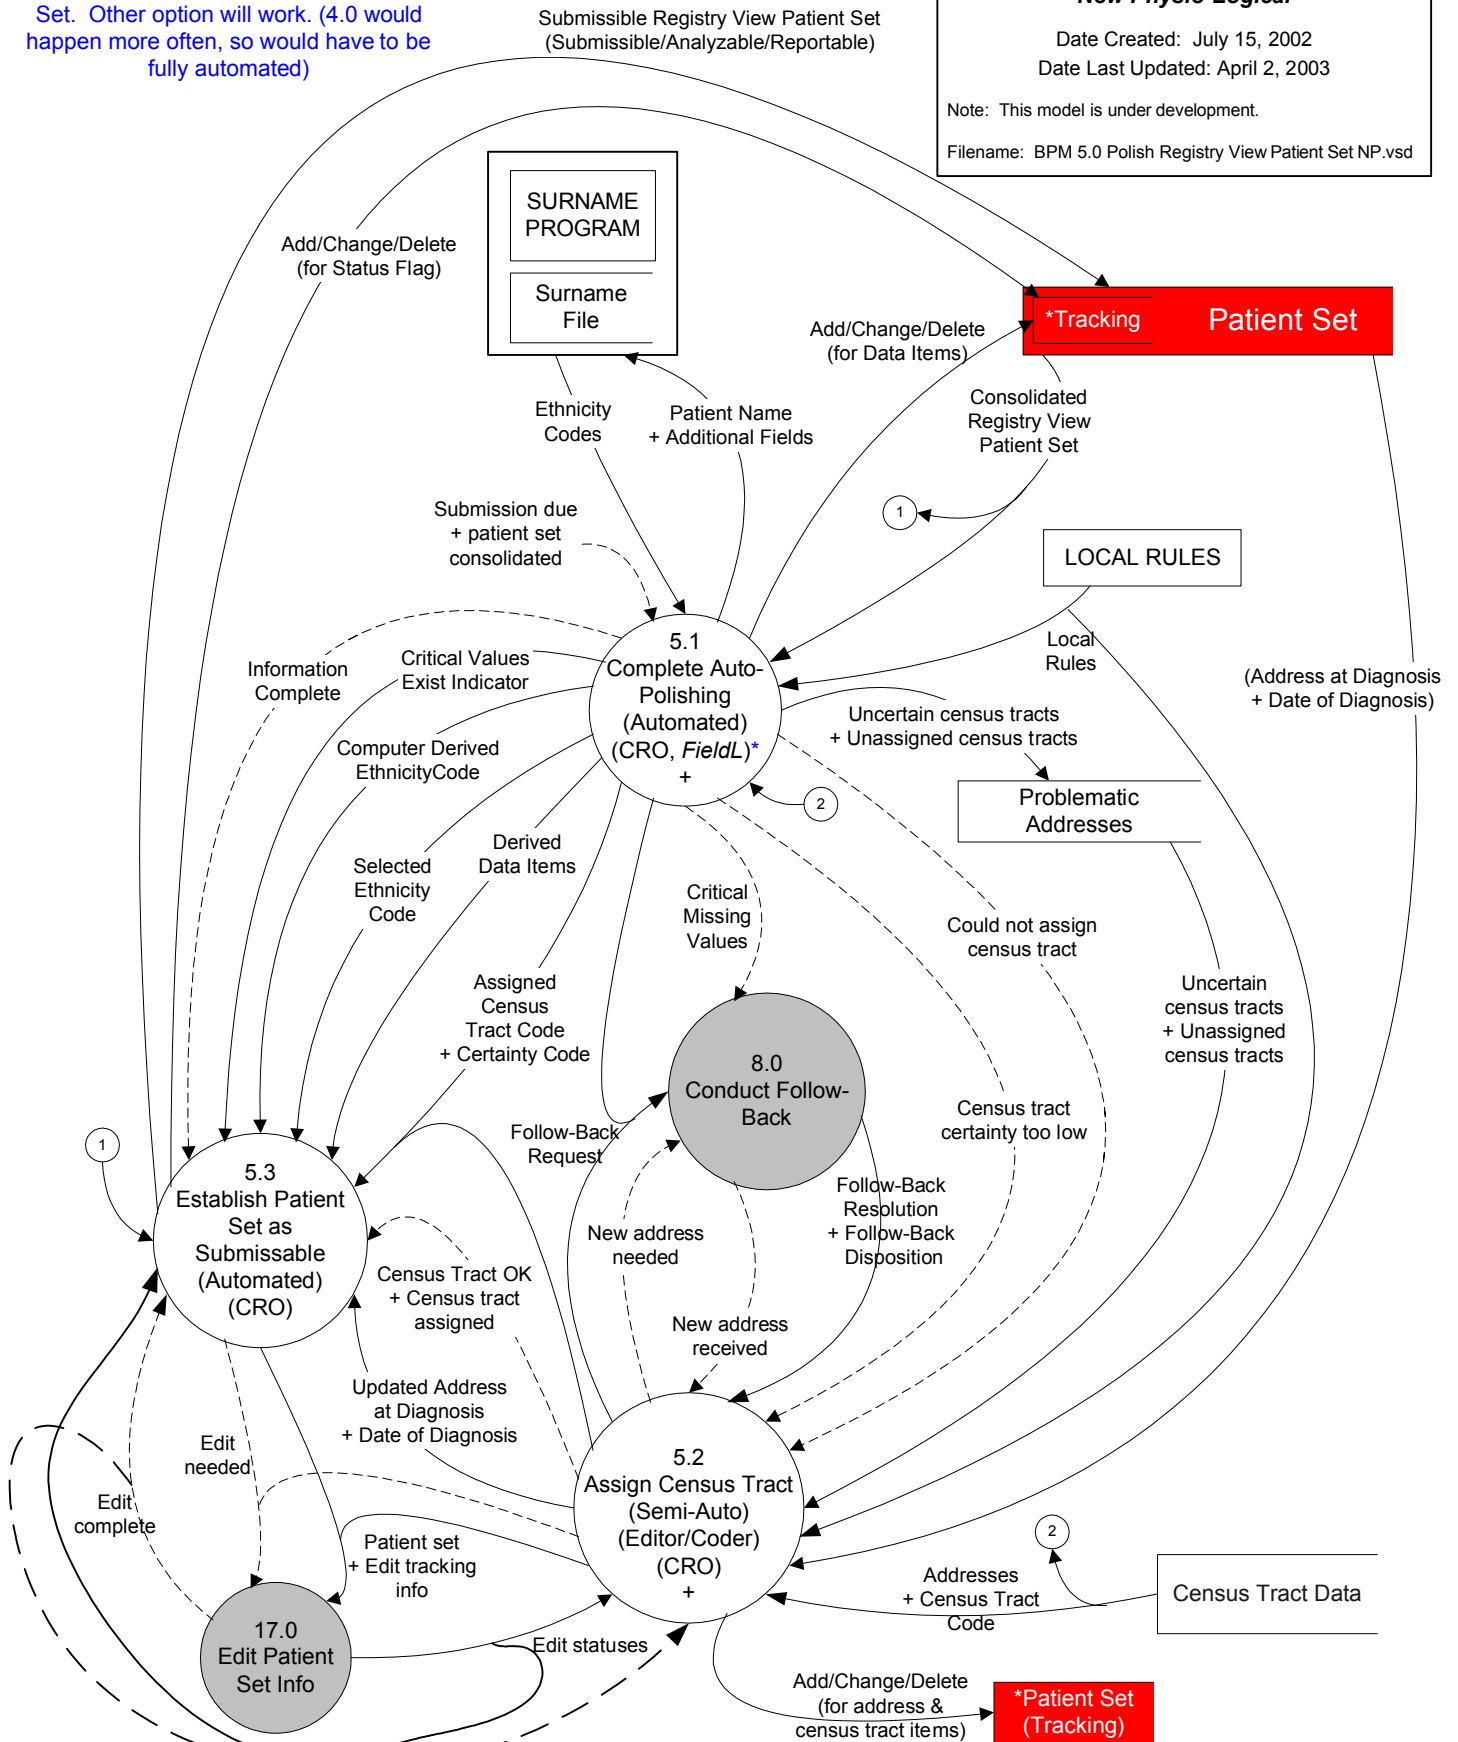 Set.  Other option will work. (4.0 would
happen more often, so would have to be
fully automated)
Submissible Registry View Patient Set
(Submissible/Analyzable/Reportable)
New Physio-Logical
Date Created:  July 15, 2002
Date Last Updated: April 2, 2003
Note:  This model is under development.
Filename:  BPM 5.0 Polish Registry View Patient Set NP.vsd
SURNAME
PROGRAM
Surname
File
Add/Change/Delete
(for Status Flag)
*Tracking
Patient Set
Add/Change/Delete
(for Data Items)
Consolidated
Registry View
Patient Set
Ethnicity
Codes
Patient Name
+ Additional Fields
1
Submission due
+ patient set
consolidated
LOCAL RULES
Local
Rules
5.1
Complete Auto-
Polishing
(Automated)
(CRO, FieldL)*
+
Information
Complete
Critical Values
Exist Indicator
(Address at Diagnosis
+ Date of Diagnosis)
Uncertain census tracts
+ Unassigned census tracts
Computer Derived
EthnicityCode
2
Problematic
Addresses
Derived
Data Items
Selected
Ethnicity
Code
Critical
Missing
Values
Could not assign
census tract
Assigned
Census
Tract Code
+ Certainty Code
Uncertain
census tracts
+ Unassigned
census tracts
8.0
Conduct Follow-
Back
Census tract
certainty too low
1
Follow-Back
Request
5.3
Establish Patient
Set as
Submissable
(Automated)
(CRO)
Follow-Back
Resolution
+ Follow-Back
Disposition
New address
needed
Census Tract OK
+ Census tract
assigned
New address
received
Updated Address
at Diagnosis
+ Date of Diagnosis
Edit
needed
5.2
Assign Census Tract
(Semi-Auto)
(Editor/Coder)
(CRO)
+
Edit
complete
Patient set
+ Edit tracking
info
2
Addresses
+ Census Tract
Code
Census Tract Data
17.0
Edit Patient
Set Info
Edit statuses
Add/Change/Delete
(for address &
census tract items)
*Patient Set
(Tracking)